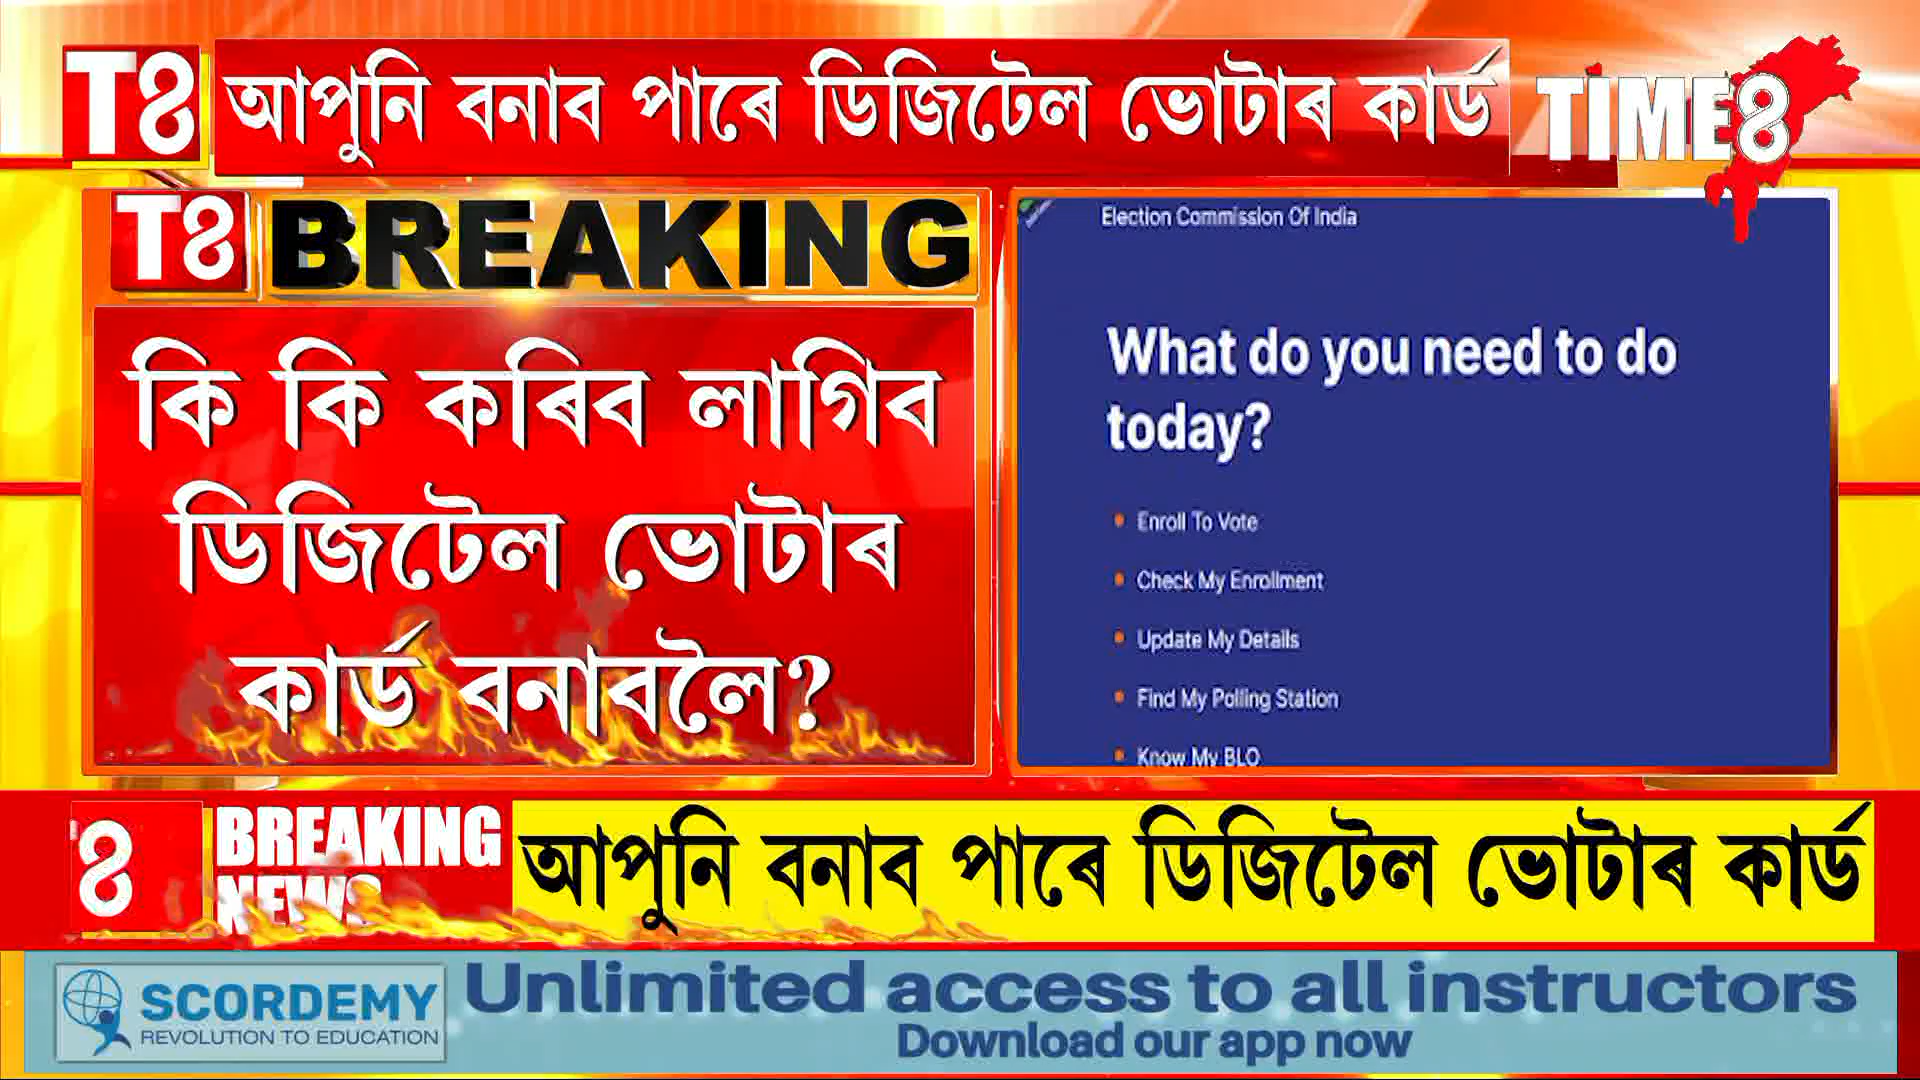 T8 আপুনি বনাব পাৰে ডিজিটেল ভোটাৰ কাৰ্ড TIME8
T8 BREAKING
কি কি কৰিব লাগিব
ডিজিটেল ভোটাৰ
কাৰ্ড বনাবলৈ?
Election Commission Of India
What do you need to do
today?
Enroll To Vote
Check My Enrollment
Update My Details
Find My Polling Station
Know My BLO
8 BREAKING
NEWS
আপুনি বনাব পাৰে ডিজিটেল ভোটাৰ কাৰ্ড
SCORDEMY
REVOLUTION TO EDUCATION
Unlimited access to all instructors
Download our app now